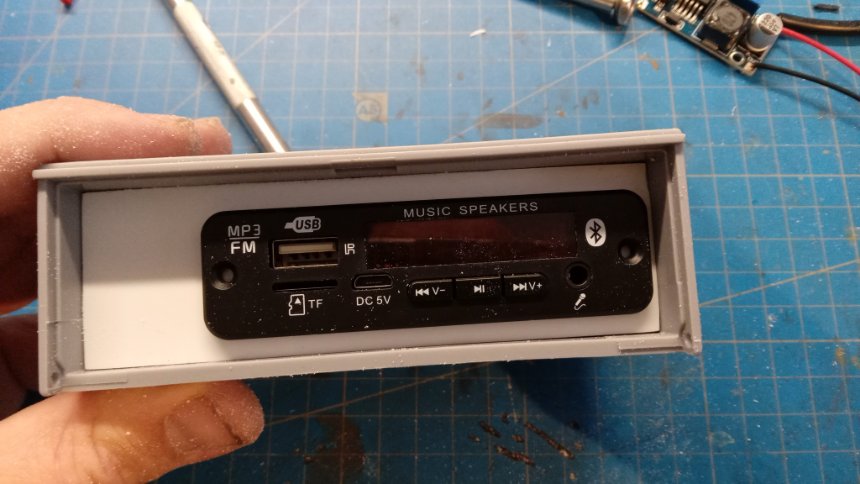 MUSIC SPEAKERS
MP3
USB
FM
IR
TF
DC 5V
V-
V+